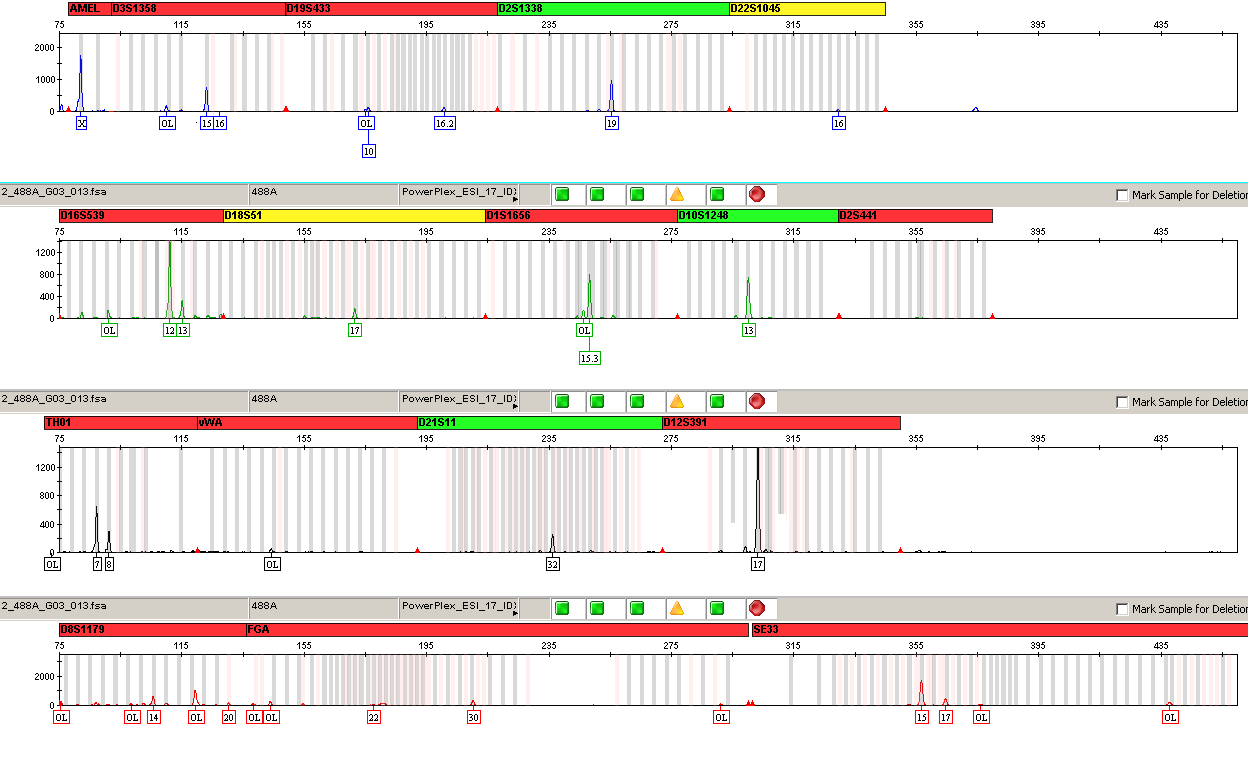 AMEL D3S1358 D19S433 D2S1338 D22S1045
75 115 155 195 235 275 315 355 395 435
2000
1000
0
X OL 15 16 OL 16.2 19 16
10
2_488A_G03_013.fsa 488A PowerPlex_ESI_17_ID} Mark Sample for Deletion
D16S539 D18S51 D1S1656 D10S1248 D2S441
75 115 155 195 235 275 315 355 395 435
1200
800
400
0
OL 12 13 17 OL 13
15.3
2_488A_G03_013.fsa 488A PowerPlex_ESI_17_ID} Mark Sample for Deletion
TH01 vWA D21S11 D12S391
75 115 155 195 235 275 315 355 395 435
1200
800
400
0
OL 7 8 OL 32 17
2_488A_G03_013.fsa 488A PowerPlex_ESI_17_ID} Mark Sample for Deletion
D8S1179 FGA SE33
75 115 155 195 235 275 315 355 395 435
2000
0
OL OL 14 OL 20 OL OL 22 30 OL 15 17 OL OL